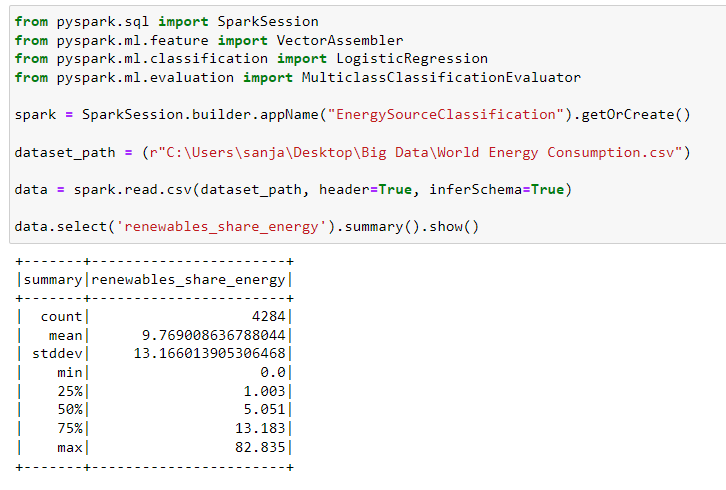 from pyspark.sql import SparkSession
from pyspark.ml.feature import VectorAssembler
from pyspark.ml.classification import LogisticRegression
from pyspark.ml.evaluation import MulticlassClassificationEvaluator
spark = SparkSession.builder.appName("EnergySourceClassification").getOrCreate()
dataset_path = (r"C:\Users\sanja\Desktop\Big Data\World Energy Consumption.csv")
data = spark.read.csv(dataset_path, header=True, inferSchema=True)
data.select('renewables_share_energy').summary().show()
+-------+-----------------------+
|summary|renewables_share_energy|
+-------+-----------------------+
|  count|                   4284|
|   mean|      9.769008636788044|
| stddev|     13.166013905306468|
|    min|                    0.0|
|    25%|                  1.003|
|    50%|                  5.051|
|    75%|                 13.183|
|    max|                 82.835|
+-------+-----------------------+